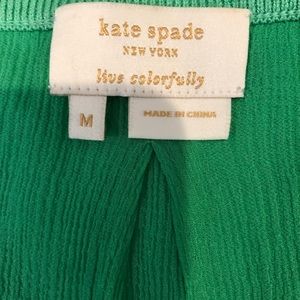 kate spade
NEW YORK
live colorfully
M
MADE IN CHINA